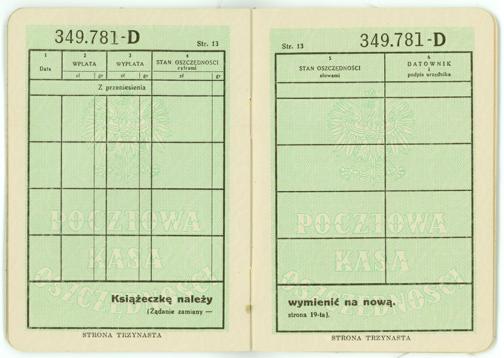 349.781-D
Str. 13
1 2 3 4
Data WPŁATA WYPŁATA STAN OSZCZĘDNOŚCI
cyframi
zł gr zł gr zł gr
Z przeniesienia
POCZTOWA
KASA
OSZCZĘDNOŚCI
Książeczkę należy
(Żądanie zamiany —
STRONA TRZYNASTA
349.781-D
Str. 13
5 6
STAN OSZCZĘDNOŚCI DATOWNIK
słowami i
podpis urzędnika
POCZTOWA
KASA
OSZCZĘDNOŚCI
wymienić na nową.
strona 19-ta).
STRONA TRZYNASTA